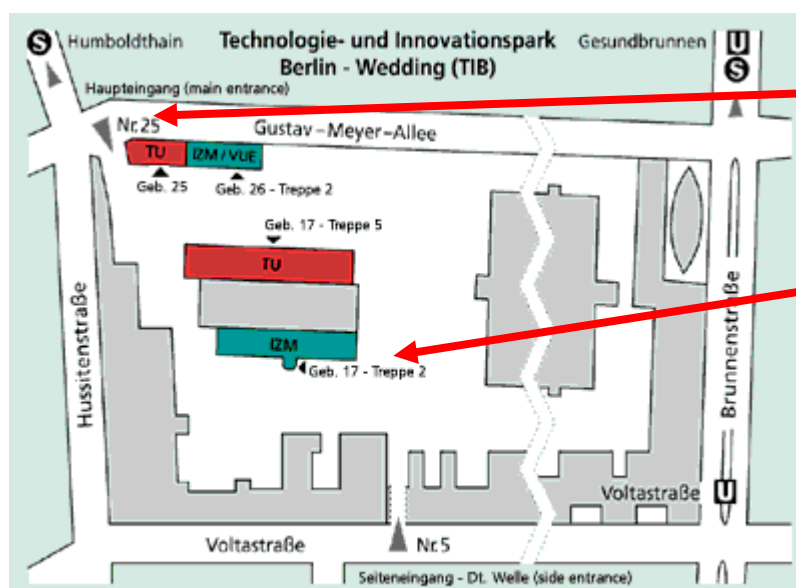 S
Humboldthain
Technologie- und Innovationspark
Berlin - Wedding (TIB)
Gesundbrunnen
U
S
Haupteingang (main entrance)
Nr.25
Gustav-Meyer-Allee
TU
IZM / VUE
Geb. 25
Geb. 26 - Treppe 2
Geb. 17 - Treppe 5
TU
IZM
Geb. 17 - Treppe 2
Hussitenstraße
Brunnenstraße
Voltastraße
U
Voltastraße
Nr.5
Seiteneingang - Dt. Welle (side entrance)